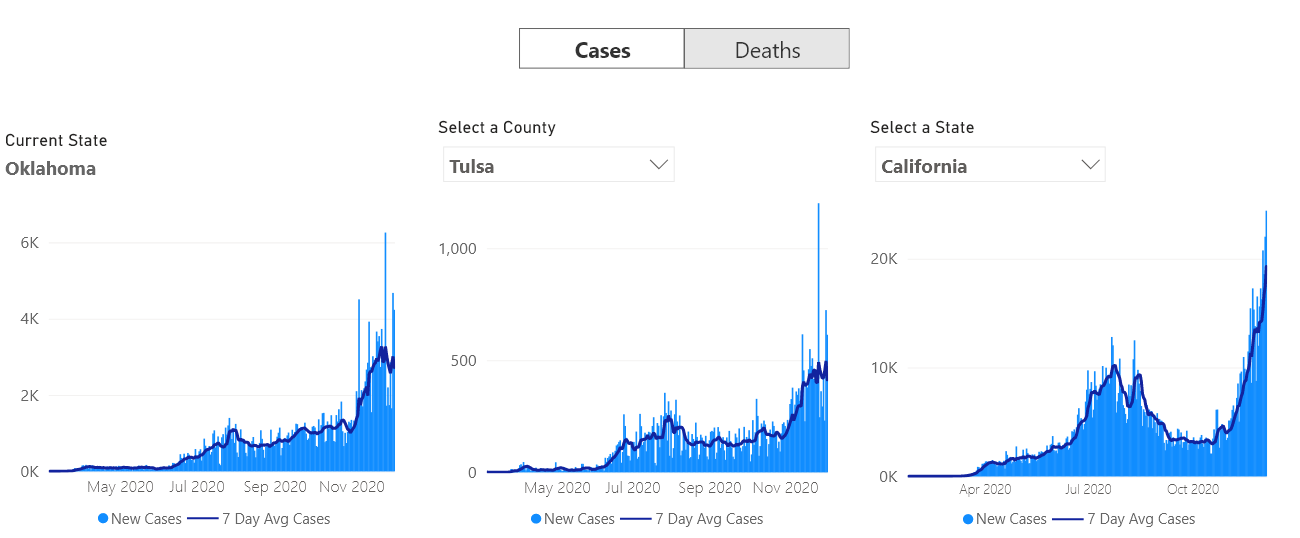 Cases Deaths
Current State
Oklahoma
6K
4K
2K
0K
May 2020 Jul 2020 Sep 2020 Nov 2020
New Cases 7 Day Avg Cases
Select a County
Tulsa
1,000
500
0
May 2020 Jul 2020 Sep 2020 Nov 2020
New Cases 7 Day Avg Cases
Select a State
California
20K
10K
0K
Apr 2020 Jul 2020 Oct 2020
New Cases 7 Day Avg Cases